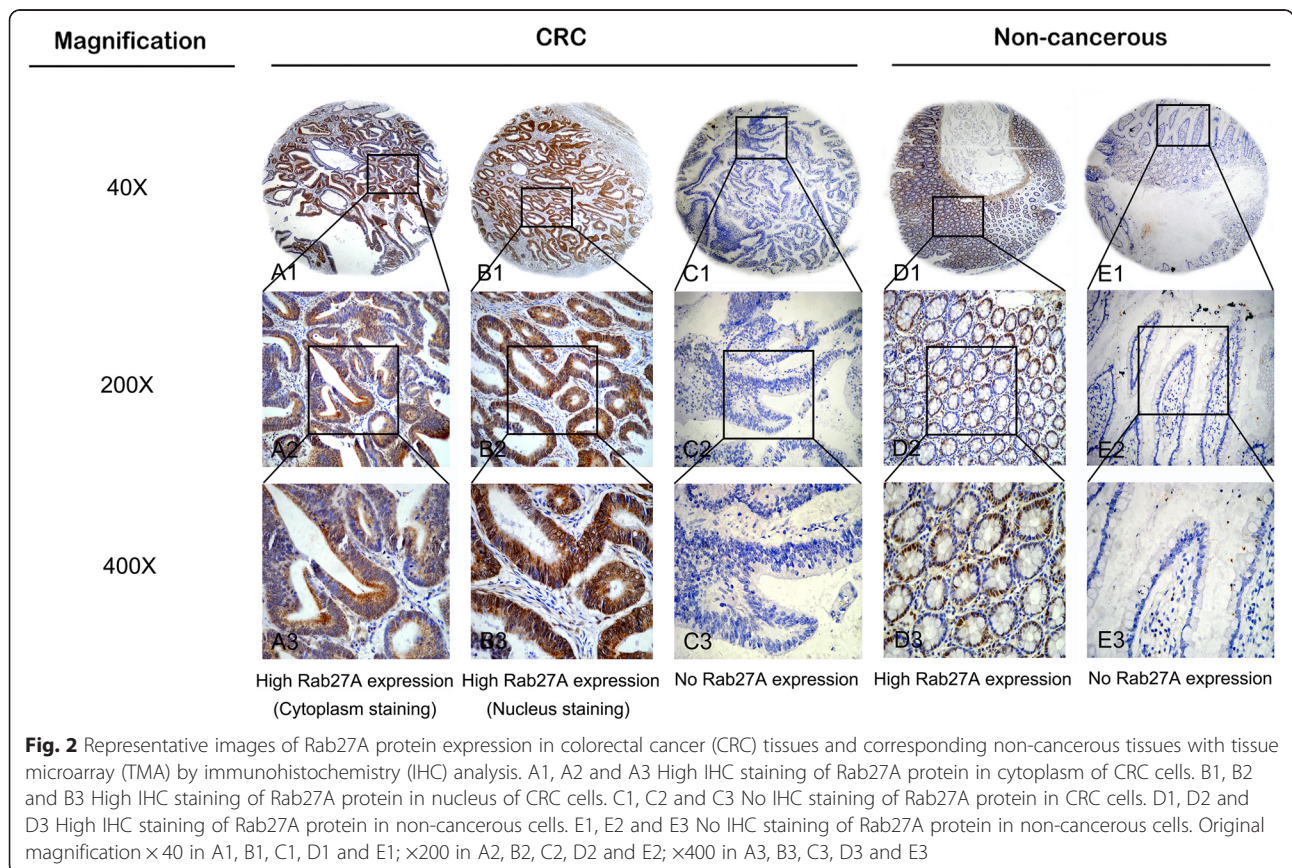 Magnification
CRC
Non-cancerous
40X
A1
B1
C1
D1
E1
200X
A2
B2
C2
D2
E2
400X
A3
B3
C3
D3
E3
High Rab27A expression
(Cytoplasm staining)
High Rab27A expression
(Nucleus staining)
No Rab27A expression
High Rab27A expression
No Rab27A expression
Fig. 2 Representative images of Rab27A protein expression in colorectal cancer (CRC) tissues and corresponding non-cancerous tissues with tissue
microarray (TMA) by immunohistochemistry (IHC) analysis. A1, A2 and A3 High IHC staining of Rab27A protein in cytoplasm of CRC cells. B1, B2
and B3 High IHC staining of Rab27A protein in nucleus of CRC cells. C1, C2 and C3 No IHC staining of Rab27A protein in CRC cells. D1, D2 and
D3 High IHC staining of Rab27A protein in non-cancerous cells. E1, E2 and E3 No IHC staining of Rab27A protein in non-cancerous cells. Original
magnification × 40 in A1, B1, C1, D1 and E1; ×200 in A2, B2, C2, D2 and E2; ×400 in A3, B3, C3, D3 and E3